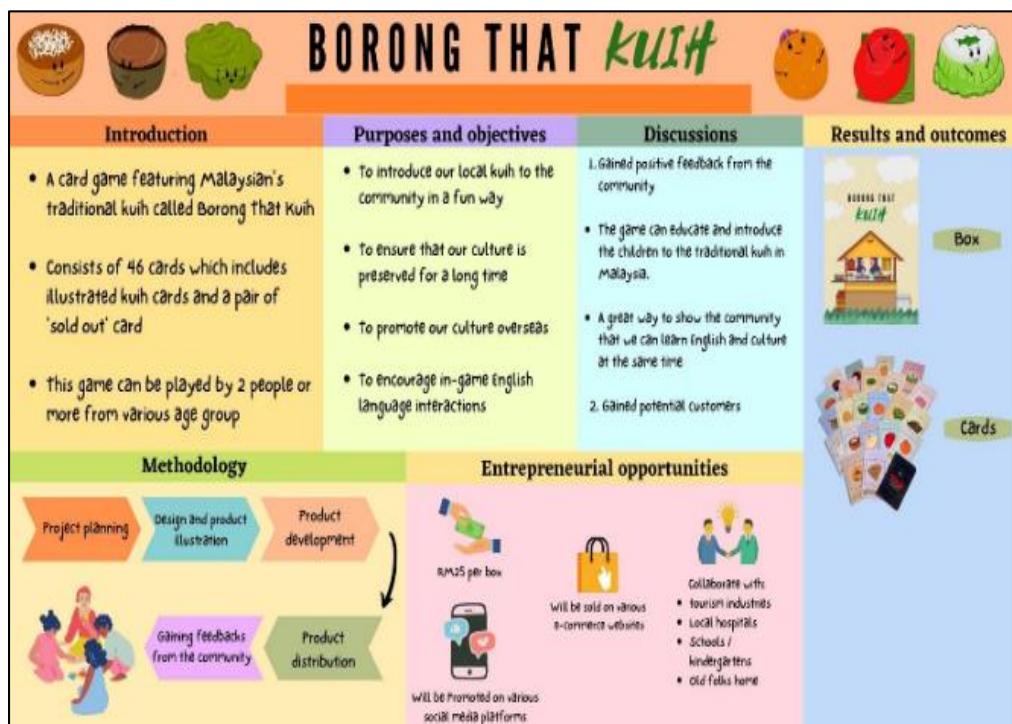 BORONG THAT KUIH
Introduction
• A card game featuring Malaysian's
traditional kuih called Borong That Kuih
• Consists of 46 cards which includes
illustrated kuih cards and a pair of
'sold out' card
• This game can be played by 2 people or
more from various age group
Purposes and objectives
• To introduce our local kuih to the
community in a fun way
• To ensure that our culture is
preserved for a long time
• To promote our culture overseas
• To encourage in-game English
language interactions
Discussions
1. Gained positive feedback from the
community
• The game can educate and introduce
the children to the traditional kuih in
Malaysia.
• A great way to show the community
that we can learn English and culture
at the same time
2. Gained potential customers
Results and outcomes
BORONG THAT
KUIH
Box
Cards
Methodology
Project planning
Design and product
illustration
Product
development
Product
distribution
Gaining feedbacks
from the community
Entrepreneurial opportunities
RM25 per box
Will be Promoted on various
social media platforms
Will be sold on various
e-commerce websites
Collaborate with:
• tourism industries
• Local hospitals
• Schools /
kindergartens
• Old folks home